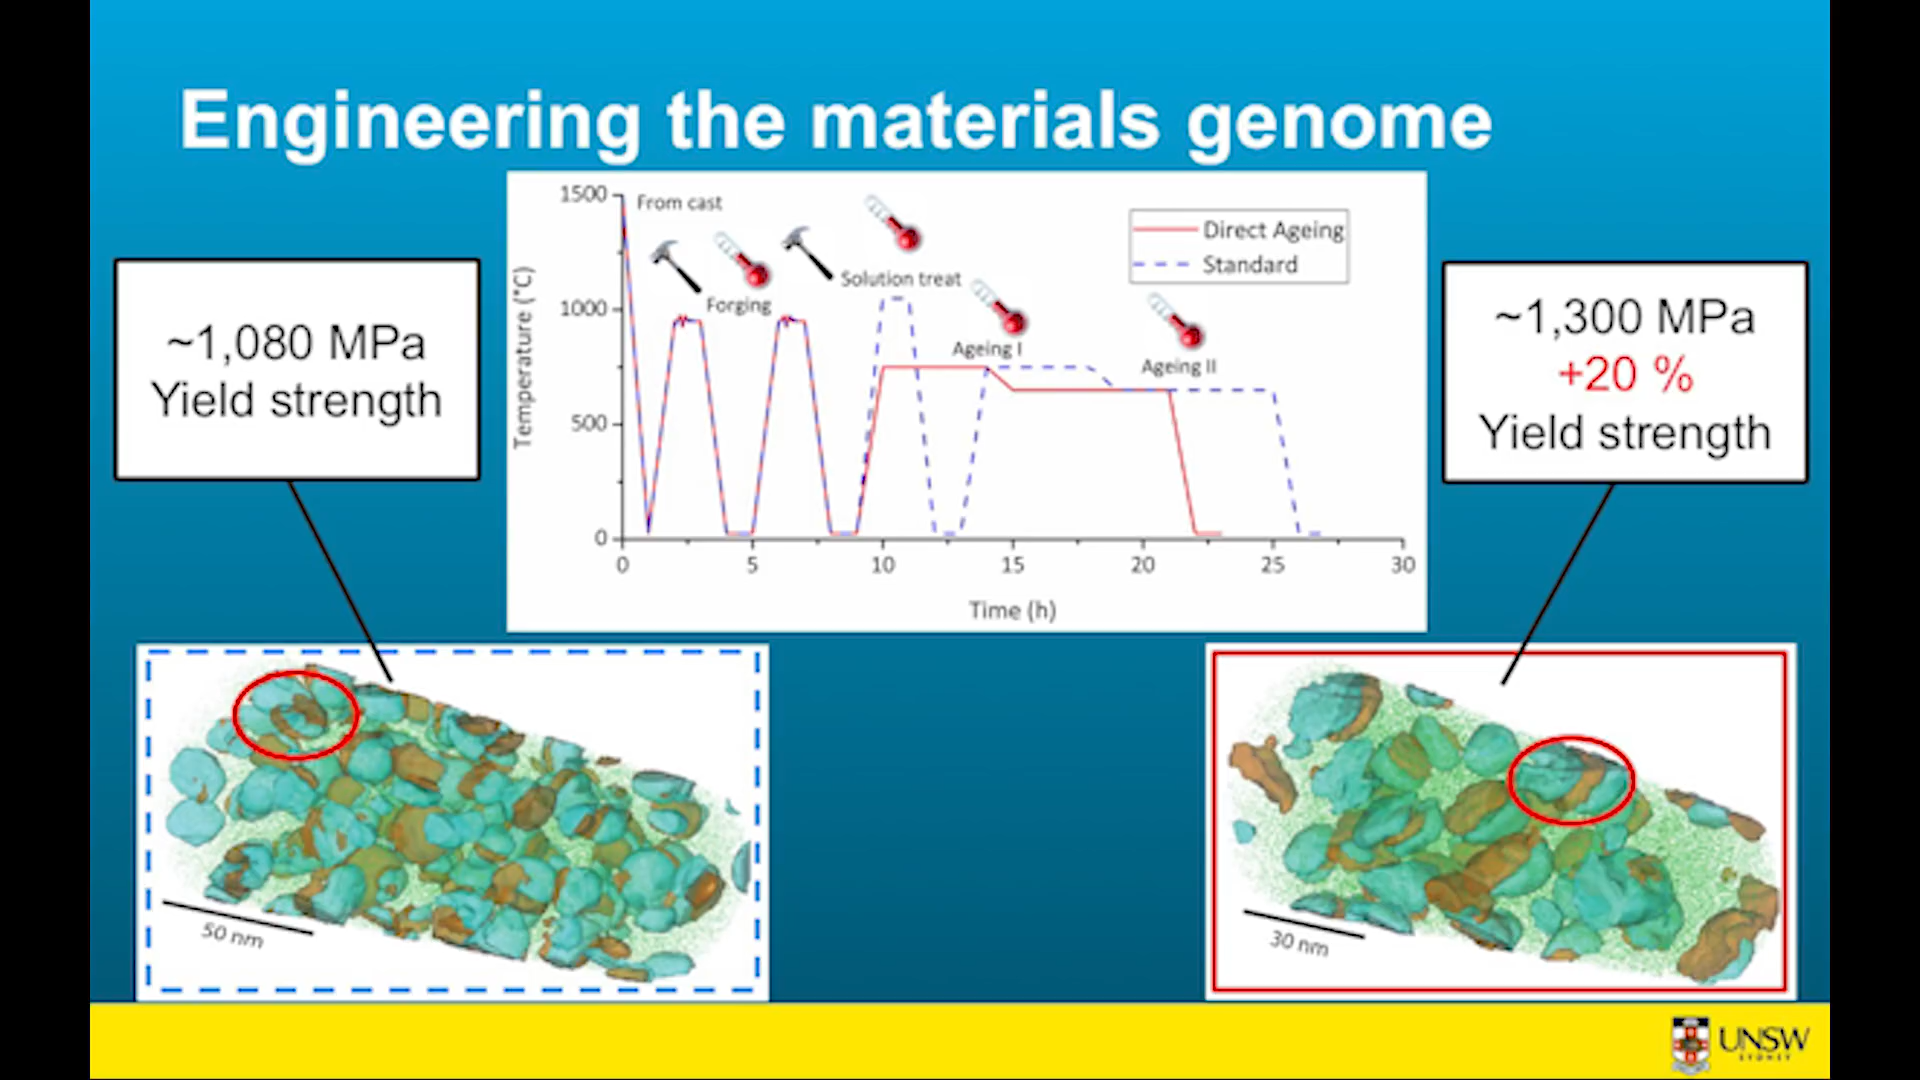 Engineering the materials genome
~1,080 MPa
Yield strength
1500
1000
500
0
Temperature (°C)
From cast
Forging
Solution treat
Ageing I
Ageing II
Direct Ageing
Standard
0 5 10 15 20 25 30
Time (h)
~1,300 MPa
+20 %
Yield strength
50 nm
30 nm
UNSW
SYDNEY